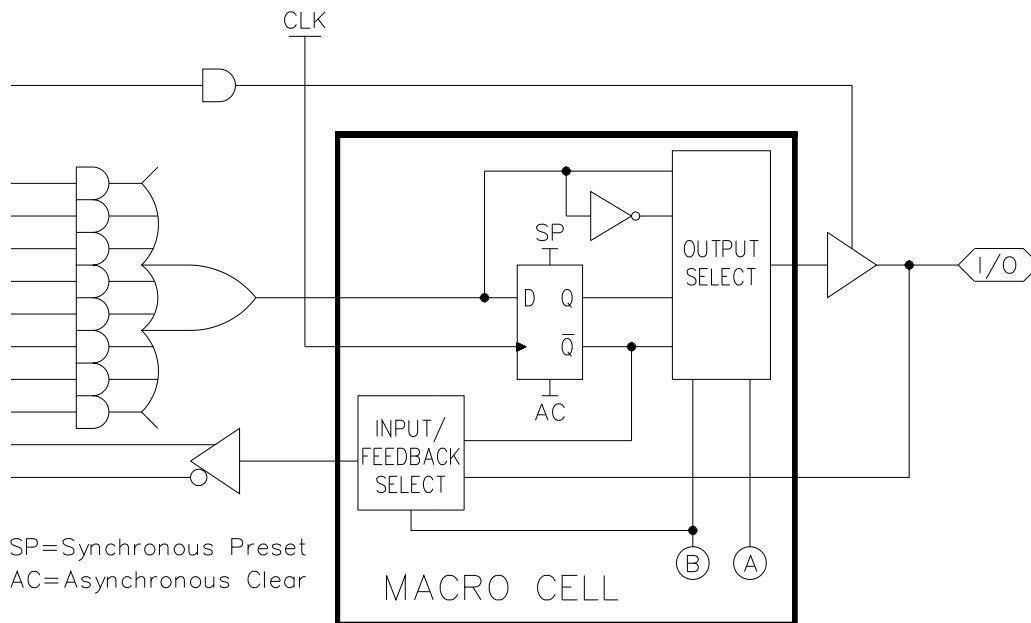 CLK
SP
OUTPUT
SELECT
I/O
D Q
Q̅
AC
INPUT/
FEEDBACK
SELECT
SP=Synchronous Preset
AC=Asynchronous Clear
B A
MACRO CELL